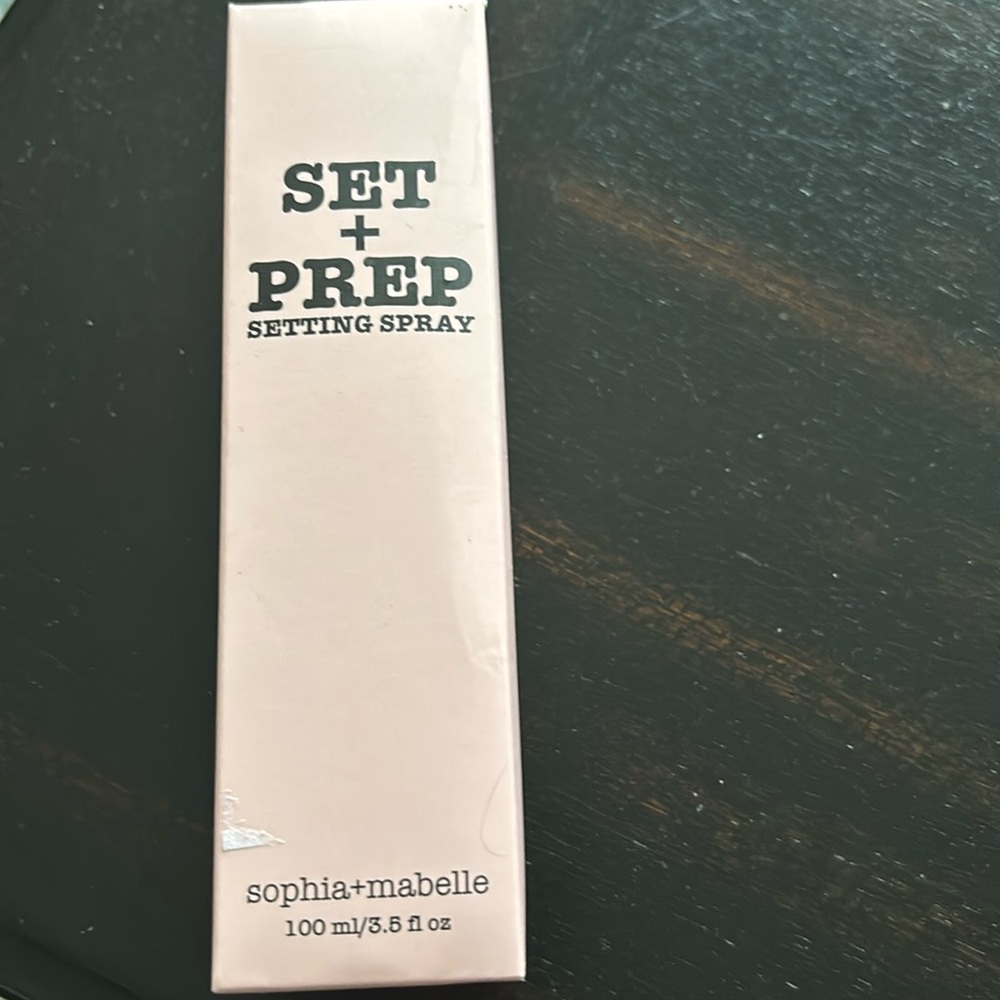 SET
+
PREP
SETTING SPRAY
sophia+mabelle
100 ml/3.5 fl oz